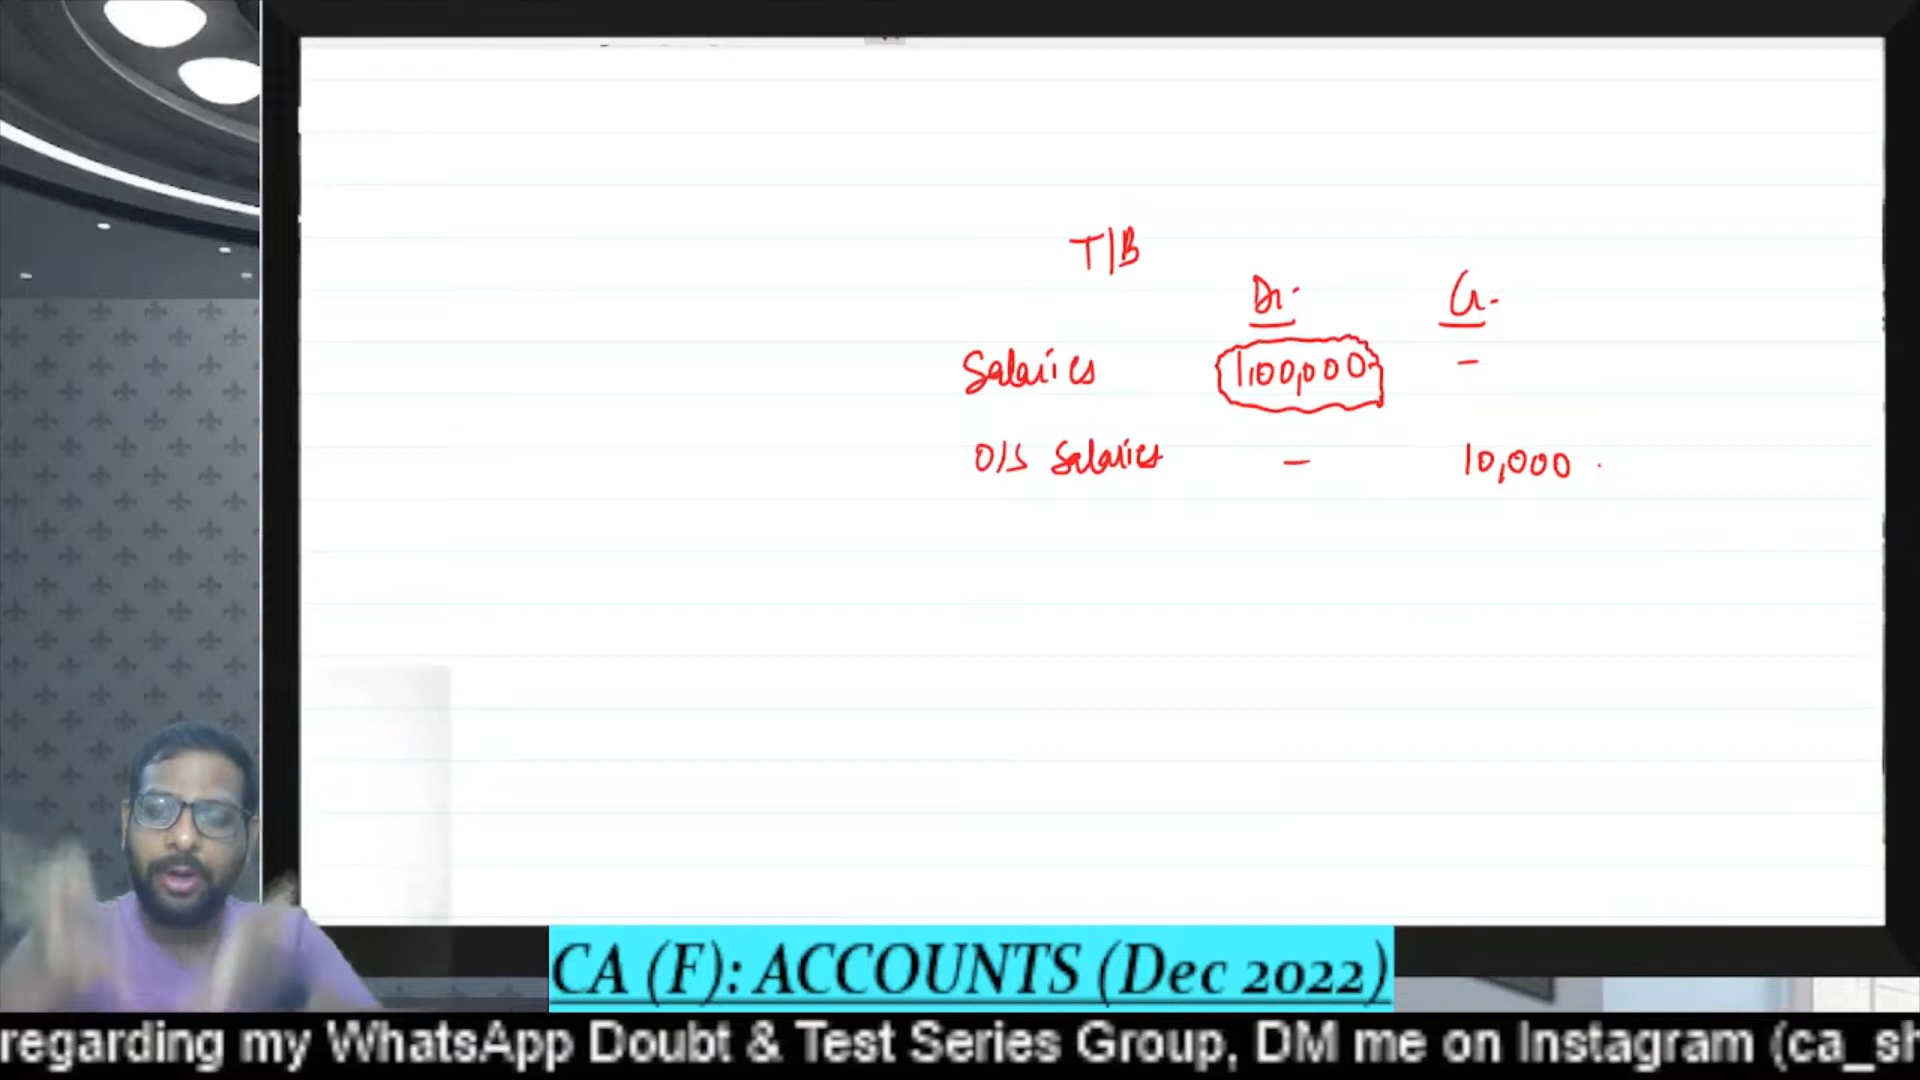 T/B
Dr. Cr.
Salaries 1,00,000 -
O/S Salaries - 10,000
CA (F): ACCOUNTS (Dec 2022)
regarding my WhatsApp Doubt & Test Series Group, DM me on Instagram (ca_sh